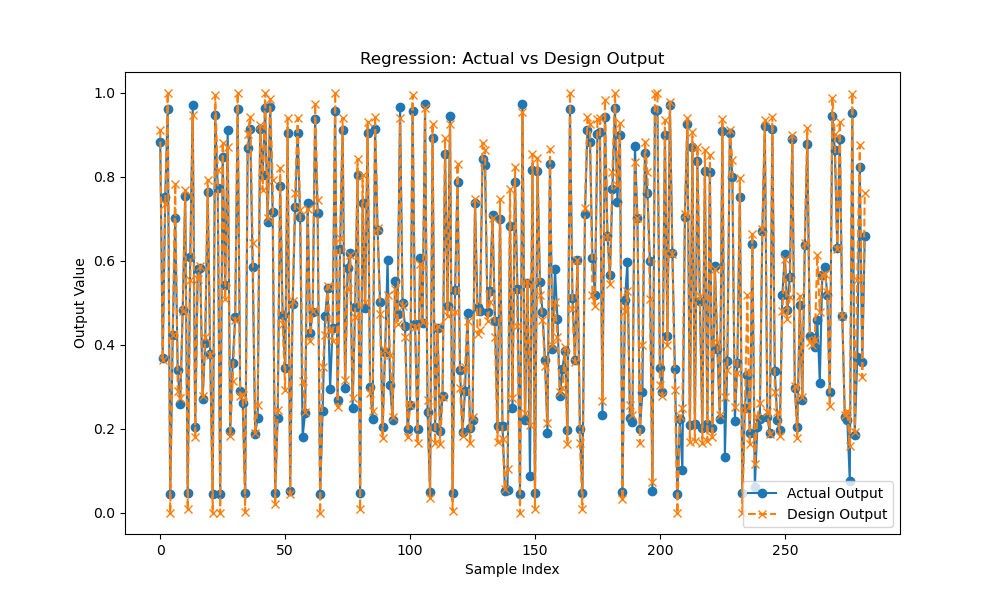 Regression: Actual vs Design Output
1.0
0.8
0.6
0.4
0.2
0.0
Output Value
0 50 100 150 200 250
Sample Index
Actual Output
Design Output